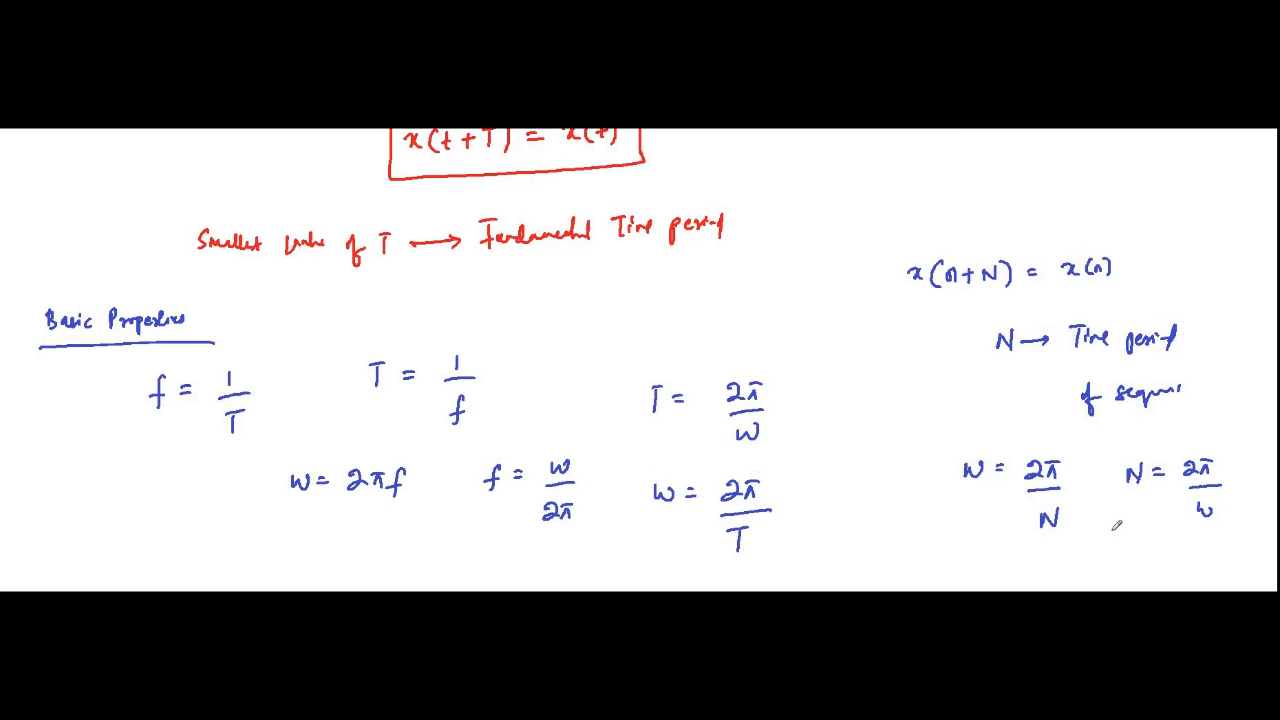 x(t+T) = x(t)
Smallest value of T ⟶ Fundamental Time period
Basic Properties
f = 1/T
T = 1/f
T = 2π/w
w = 2πf
f = w/2π
w = 2π/T
x(n+N) = x(n)
N ⟶ Time period
of
w = 2π/N
N = 2π/w